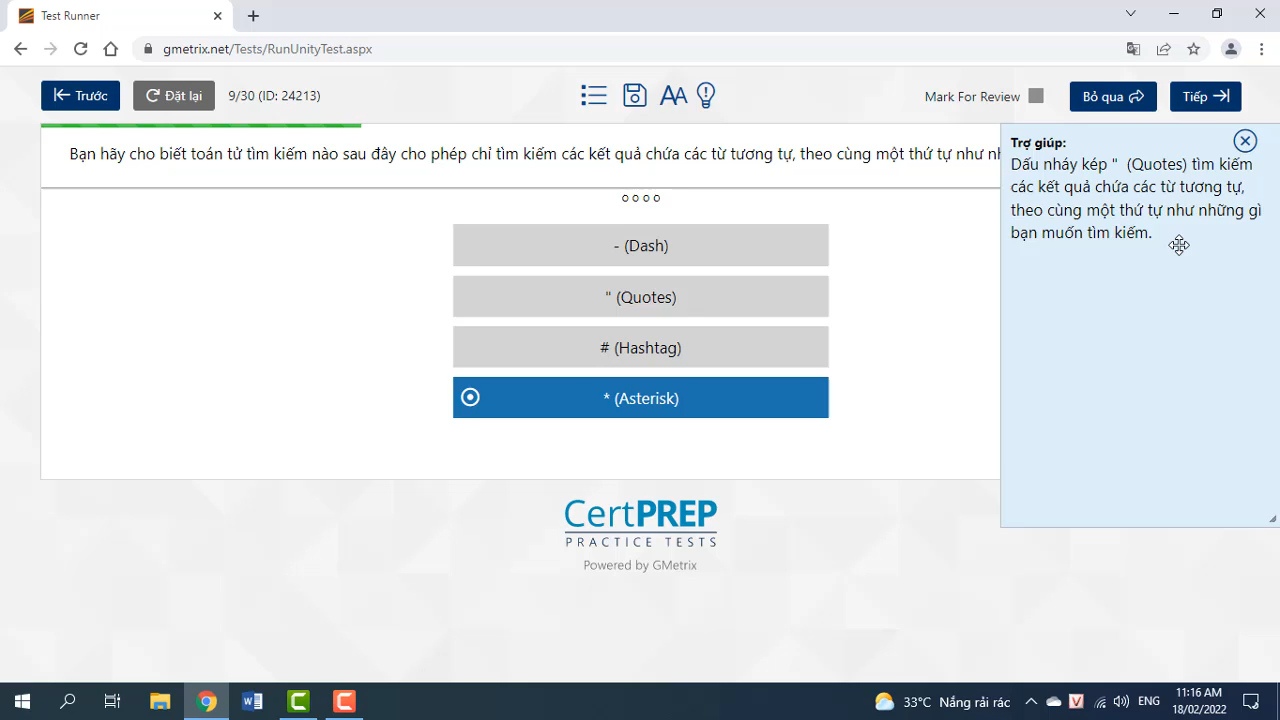 Test Runner
gmetrix.net/Tests/RunUnityTest.aspx
Trước
Đặt lại
9/30 (ID: 24213)
AA
Mark For Review
Bỏ qua
Tiếp
Bạn hãy cho biết toán tử tìm kiếm nào sau đây cho phép chỉ tìm kiếm các kết quả chứa các từ tương tự, theo cùng một thứ tự như
- (Dash)
" (Quotes)
# (Hashtag)
* (Asterisk)
Trợ giúp:
Dấu nháy kép " (Quotes) tìm kiếm
các kết quả chứa các từ tương tự,
theo cùng một thứ tự như những gì
bạn muốn tìm kiếm.
CertPREP
PRACTICE TESTS
Powered by GMetrix
33°C Nắng rải rác
ENG
11:16 AM
18/02/2022